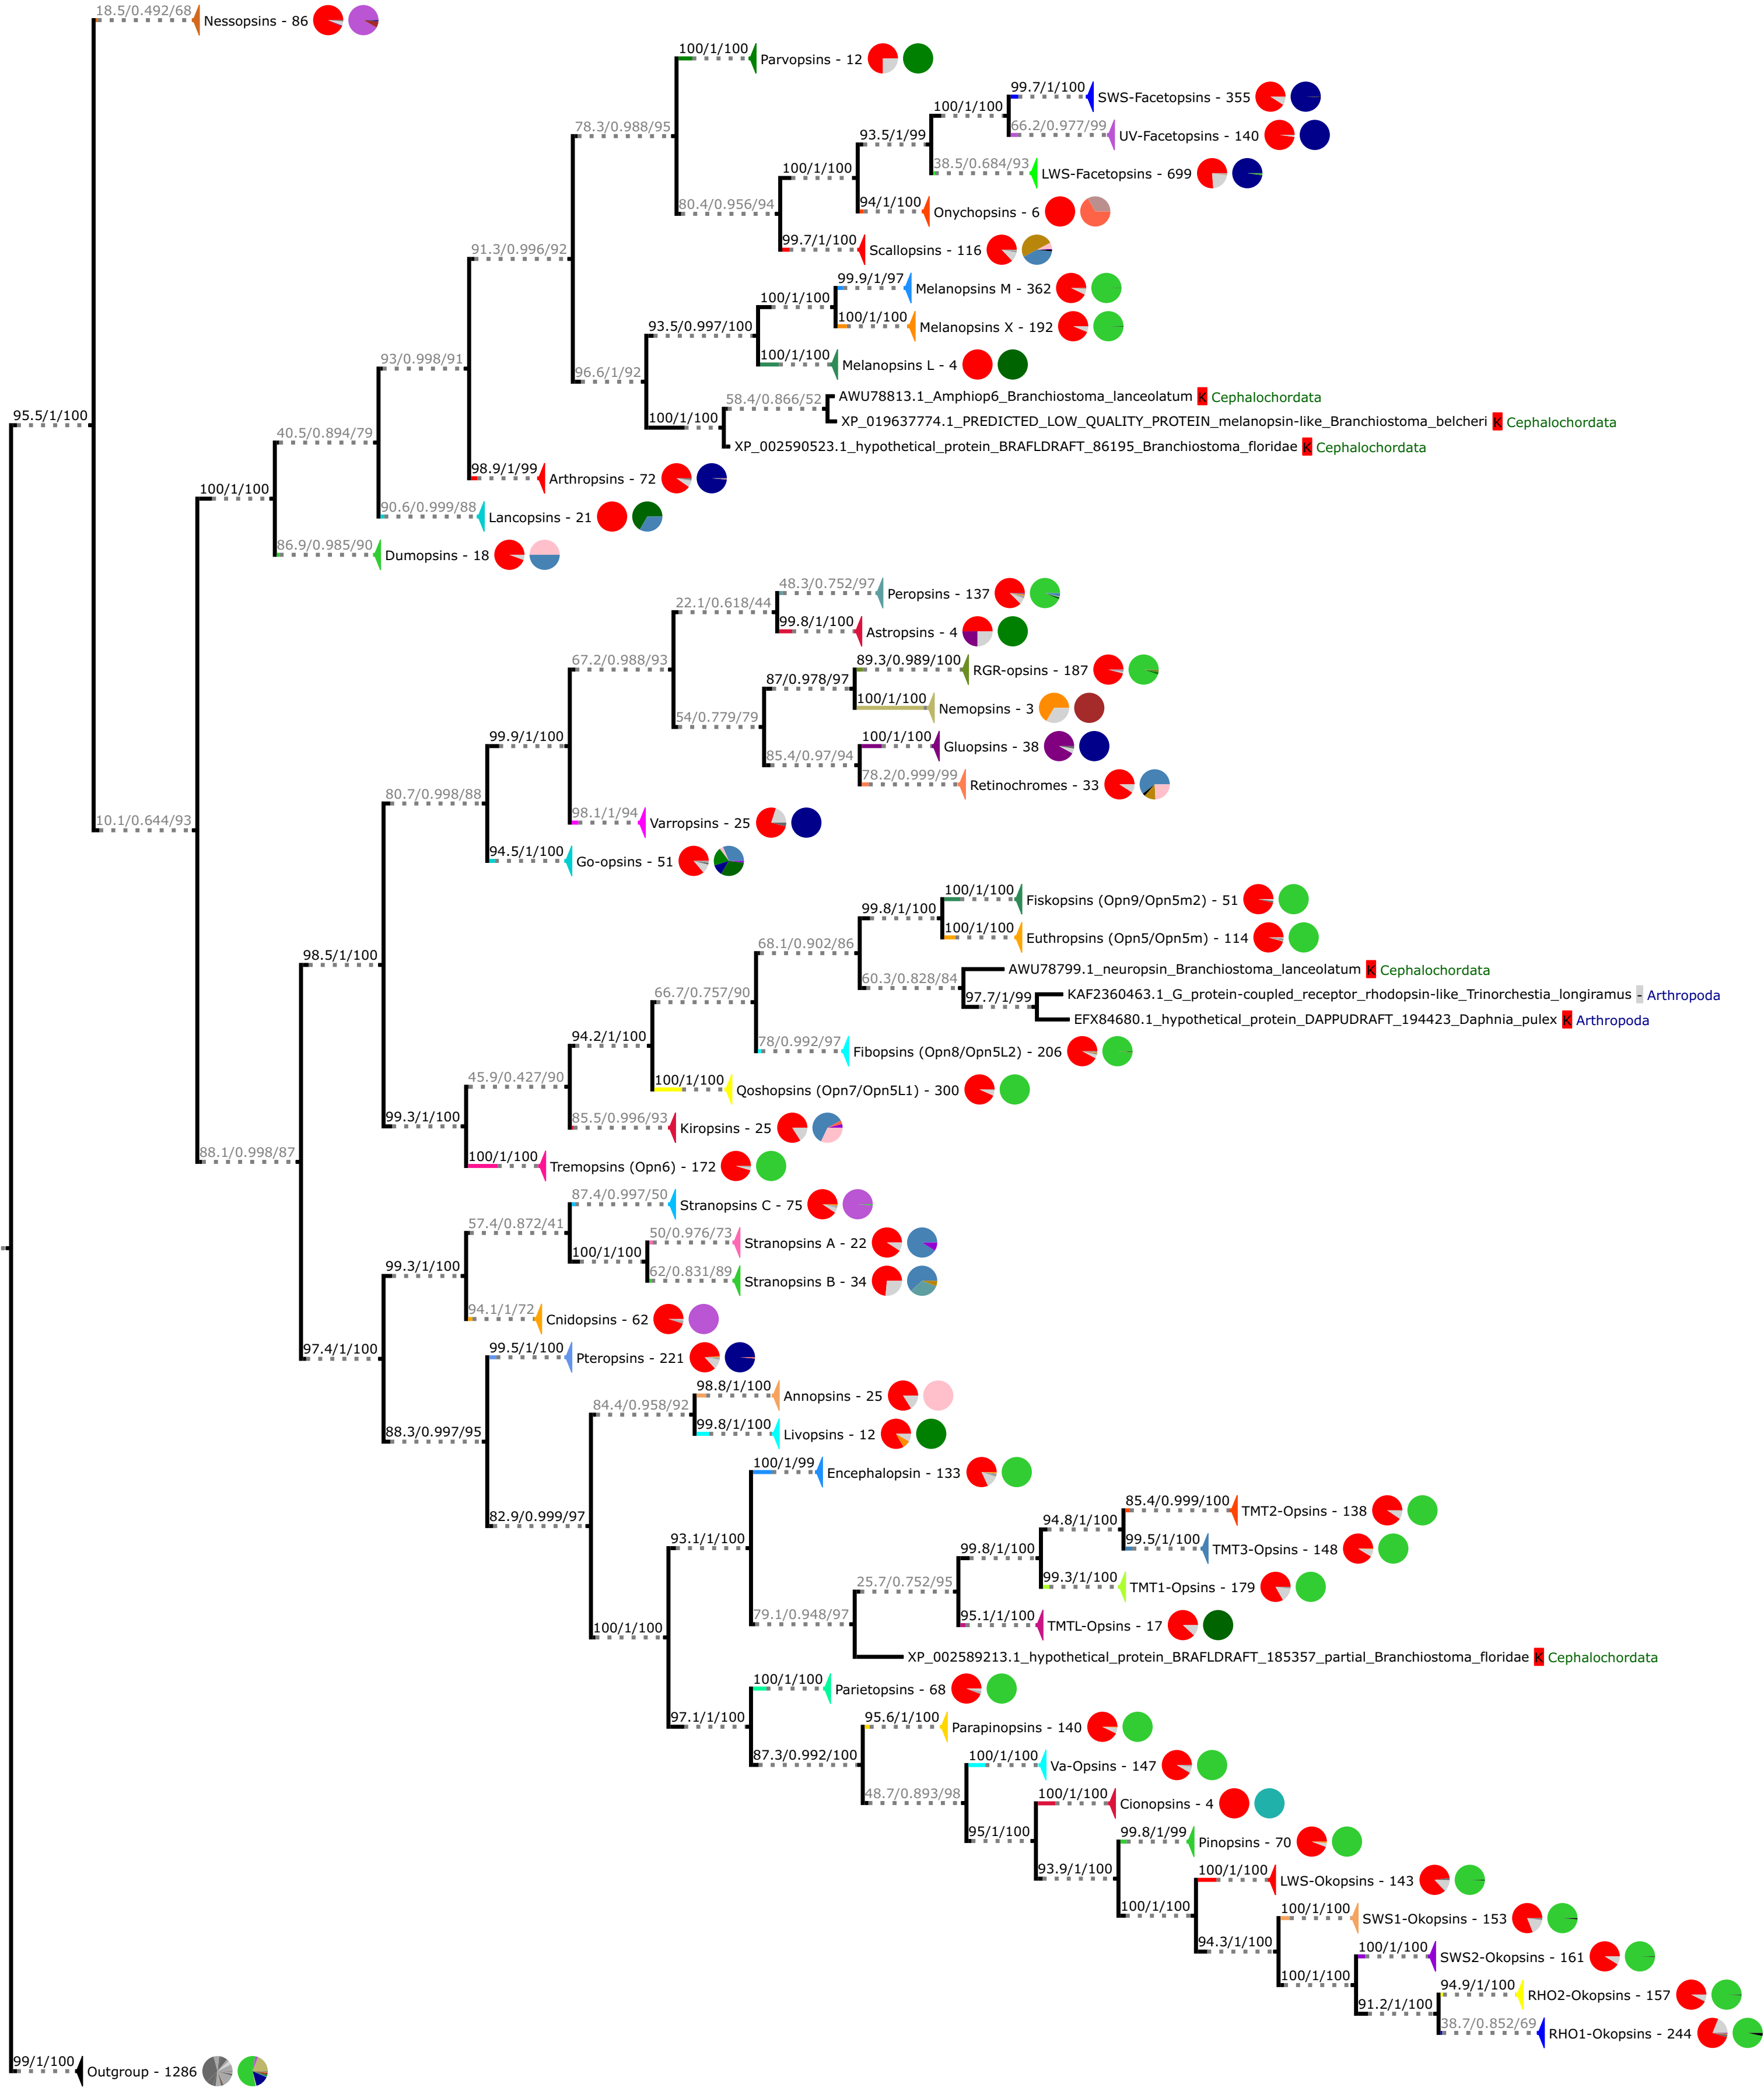 18.5/0.492/68
Nessopsins - 86
100/1/100
Parvopsins - 12
99.7/1/100
SWS-Facetopsins - 355
100/1/100
78.3/0.988/95
66.2/0.977/99
UV-Facetopsins - 140
93.5/1/99
38.5/0.684/93
LWS-Facetopsins - 699
100/1/100
80.4/0.956/94
94/1/100
Onychopsins - 6
91.3/0.996/92
99.7/1/100
Scallopsins - 116
99.9/1/97
Melanopsins M - 362
100/1/100
100/1/100
Melanopsins X - 192
93.5/0.997/100
93/0.998/91
100/1/100
Melanopsins L - 4
96.6/1/92
AWU78813.1_Amphiop6_Branchiostoma_lanceolatum K Cephalochordata
58.4/0.866/52
95.5/1/100
100/1/100
XP_019637774.1_PREDICTED_LOW_QUALITY_PROTEIN_melanopsin-like_Branchiostoma_belcheri K Cephalochordata
40.5/0.894/79
XP_002590523.1_hypothetical_protein_BRAFLDRAFT_86195_Branchiostoma_floridae K Cephalochordata
98.9/1/99
Arthropsins - 72
100/1/100
90.6/0.999/88
Lancopsins - 21
86.9/0.985/90
Dumopsins - 18
48.3/0.752/97
Peropsins - 137
22.1/0.618/44
99.8/1/100
Astropsins - 4
67.2/0.988/93
89.3/0.989/100
RGR-opsins - 187
87/0.978/97
100/1/100
Nemopsins - 3
54/0.779/79
99.9/1/100
100/1/100
Gluopsins - 38
85.4/0.97/94
78.2/0.999/99
Retinochromes - 33
80.7/0.998/88
98.1/1/94
Varropsins - 25
10.1/0.644/93
94.5/1/100
Go-opsins - 51
100/1/100
Fiskopsins (Opn9/Opn5m2) - 51
99.8/1/100
100/1/100
Euthropsins (Opn5/Opn5m) - 114
68.1/0.902/86
98.5/1/100
AWU78799.1_neuropsin_Branchiostoma_lanceolatum K Cephalochordata
60.3/0.828/84
66.7/0.757/90
97.7/1/99
KAF2360463.1_G_protein-coupled_receptor_rhodopsin-like_Trinorchestia_longiramus - Arthropoda
EFX84680.1_hypothetical_protein_DAPPUDRAFT_194423_Daphnia_pulex K Arthropoda
94.2/1/100
78/0.992/97
Fibopsins (Opn8/Opn5L2) - 206
45.9/0.427/90
100/1/100
Qoshopsins (Opn7/Opn5L1) - 300
99.3/1/100
85.5/0.996/93
Kiropsins - 25
88.1/0.998/87
100/1/100
Tremopsins (Opn6) - 172
87.4/0.997/50
Stranopsins C - 75
57.4/0.872/41
50/0.976/73
Stranopsins A - 22
100/1/100
99.3/1/100
62/0.831/89
Stranopsins B - 34
94.1/1/72
Cnidopsins - 62
97.4/1/100
99.5/1/100
Pteropsins - 221
98.8/1/100
Annopsins - 25
84.4/0.958/92
88.3/0.997/95
99.8/1/100
Livopsins - 12
100/1/99
Encephalopsin - 133
82.9/0.999/97
85.4/0.999/100
TMT2-Opsins - 138
94.8/1/100
93.1/1/100
99.5/1/100
TMT3-Opsins - 148
99.8/1/100
99.3/1/100
TMT1-Opsins - 179
25.7/0.752/95
79.1/0.948/97
95.1/1/100
TMTL-Opsins - 17
100/1/100
XP_002589213.1_hypothetical_protein_BRAFLDRAFT_185357_partial_Branchiostoma_floridae K Cephalochordata
100/1/100
Parietopsins - 68
97.1/1/100
95.6/1/100
Parapinopsins - 140
87.3/0.992/100
100/1/100
Va-Opsins - 147
48.7/0.893/98
100/1/100
Cionopsins - 4
95/1/100
99.8/1/99
Pinopsins - 70
93.9/1/100
100/1/100
LWS-Okopsins - 143
100/1/100
100/1/100
SWS1-Okopsins - 153
94.3/1/100
100/1/100
SWS2-Okopsins - 161
100/1/100
94.9/1/100
RHO2-Okopsins - 157
91.2/1/100
38.7/0.852/69
RHO1-Okopsins - 244
99/1/100
Outgroup - 1286